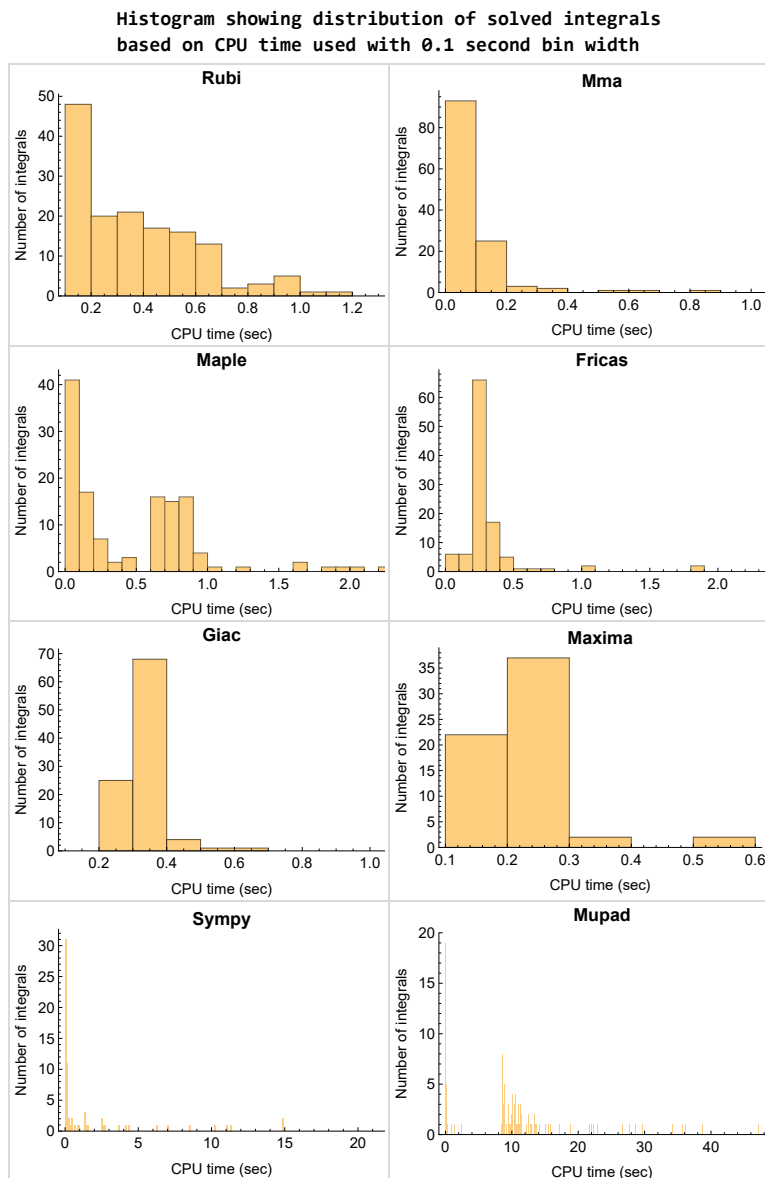 Histogram showing distribution of solved integrals
based on CPU time used with 0.1 second bin width
Rubi
Number of integrals
50
40
30
20
10
0
0.2 0.4 0.6 0.8 1.0 1.2
CPU time (sec)
Mma
Number of integrals
80
60
40
20
0
0.0 0.2 0.4 0.6 0.8 1.0
CPU time (sec)
Maple
Number of integrals
40
30
20
10
0
0.0 0.5 1.0 1.5 2.0
CPU time (sec)
Fricas
Number of integrals
60
50
40
30
20
10
0
0.0 0.5 1.0 1.5 2.0
CPU time (sec)
Giac
Number of integrals
70
60
50
40
30
20
10
0
0.2 0.4 0.6 0.8 1.0
CPU time (sec)
Maxima
Number of integrals
35
30
25
20
15
10
5
0
0.1 0.2 0.3 0.4 0.5 0.6
CPU time (sec)
Sympy
Number of integrals
30
25
20
15
10
5
0
0 5 10 15 20
CPU time (sec)
Mupad
Number of integrals
20
15
10
5
0
0 10 20 30 40
CPU time (sec)